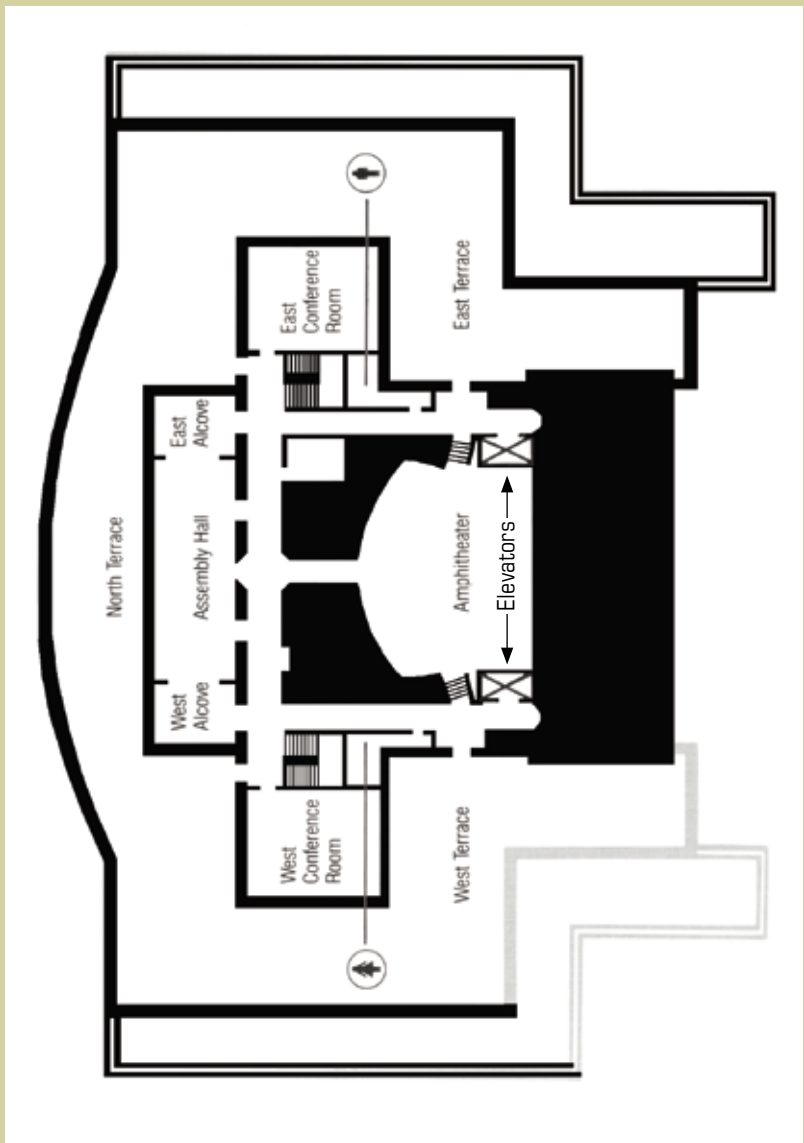 North Terrace
West
Alcove
Assembly Hall
East
Alcove
West
Conference
Room
East
Conference
Room
West Terrace
Amphitheater
East Terrace
Elevators